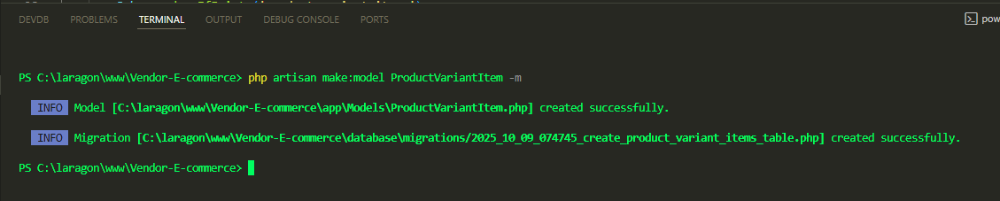 DEVDB PROBLEMS TERMINAL OUTPUT DEBUG CONSOLE PORTS pow
PS C:\laragon\www\Vendor-E-commerce> php artisan make:model ProductVariantItem -m
INFO Model [C:\laragon\www\Vendor-E-commerce\app\Models\ProductVariantItem.php] created successfully.
INFO Migration [C:\laragon\www\Vendor-E-commerce\database\migrations/2025_10_09_074745_create_product_variant_items_table.php] created successfully.
PS C:\laragon\www\Vendor-E-commerce>